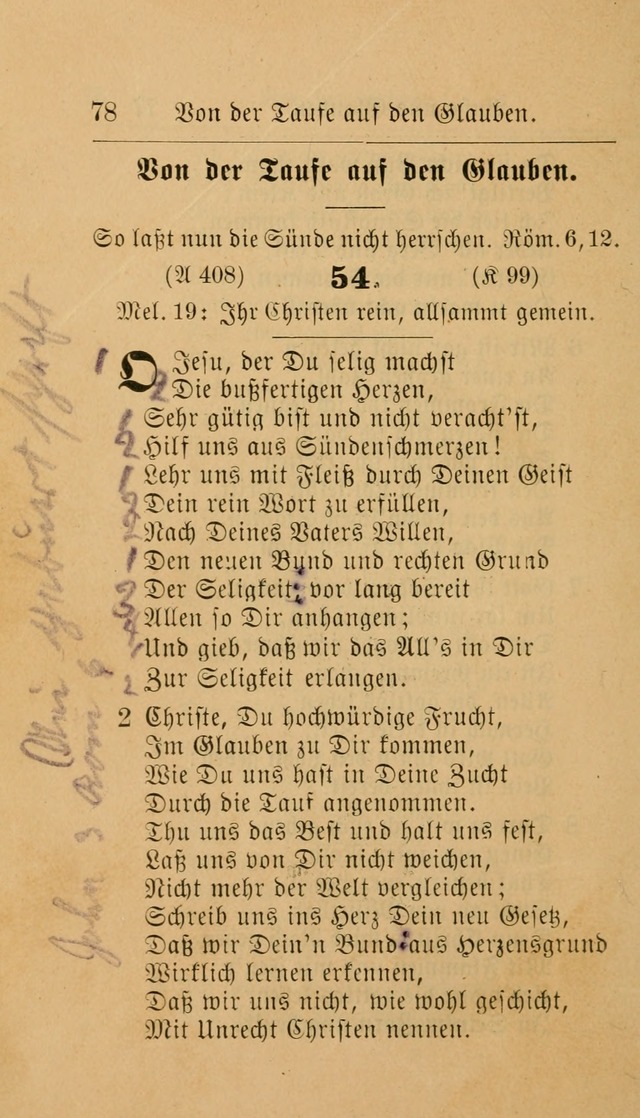 78 Von der Taufe auf den Glauben.
Von der Taufe auf den Glauben.
So laßt nun die Sünde nicht herrschen. Röm. 6, 12.
(A 408) 54. (K 99)
Mel. 19: Ihr Christen rein, allsammt gemein.
O Jesu, der Du selig machst
Die bußfertigen Herzen,
Sehr gütig bist und nicht veracht'st,
Hilf uns aus Sündenschmerzen!
Lehr uns mit Fleiß durch Deinen Geist
Dein rein Wort zu erfüllen,
Nach Deines Vaters Willen,
Den neuen Bund und rechten Grund
Der Seligkeit, vor lang bereit
Allen so Dir anhangen;
Und gieb, daß wir das All's in Dir
Zur Seligkeit erlangen.
2 Christe, Du hochwürdige Frucht,
Im Glauben zu Dir kommen,
Wie Du uns hast in Deine Zucht
Durch die Tauf angenommen.
Thu uns das Best und halt uns fest,
Laß uns von Dir nicht weichen,
Nicht mehr der Welt vergleichen;
Schreib uns ins Herz Dein neu Gesetz,
Daß wir Dein'n Bund aus Herzensgrund
Wirklich lernen erkennen,
Daß wir uns nicht, wie wohl geschicht,
Mit Unrecht Christen nennen.